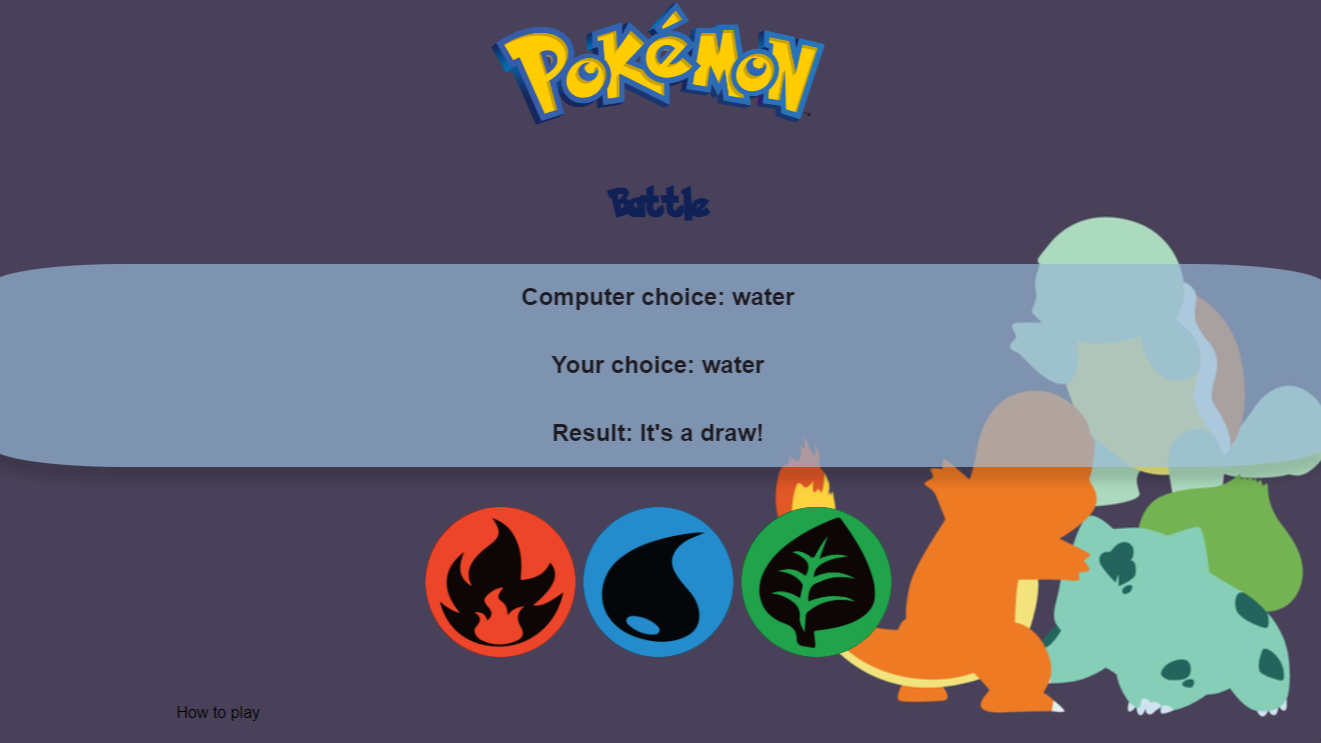 POKéMON
Battle
Computer choice: water
Your choice: water
Result: It's a draw!
How to play